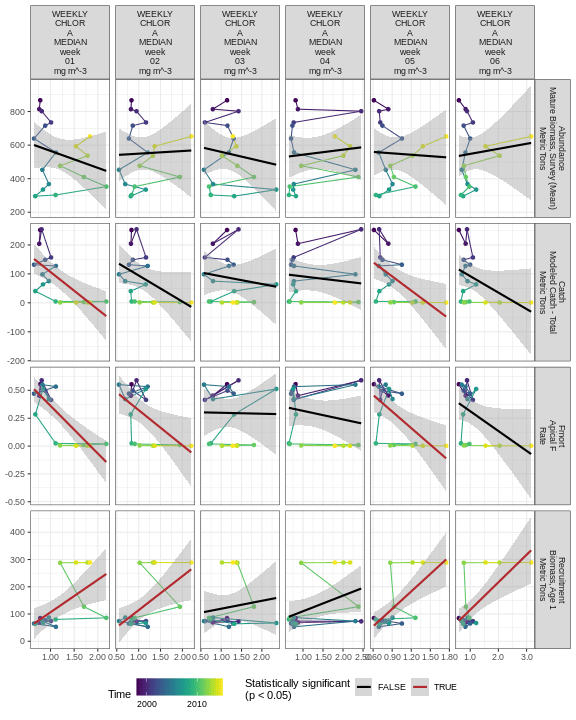 WEEKLY
CHLOR
A
MEDIAN
week
01
mg m^-3
WEEKLY
CHLOR
A
MEDIAN
week
02
mg m^-3
WEEKLY
CHLOR
A
MEDIAN
week
03
mg m^-3
WEEKLY
CHLOR
A
MEDIAN
week
04
mg m^-3
WEEKLY
CHLOR
A
MEDIAN
week
05
mg m^-3
WEEKLY
CHLOR
A
MEDIAN
week
06
mg m^-3
800
600
400
200
Abundance
Mature Biomass, Survey (Mean)
Metric Tons
200
100
0
-100
-200
Catch
Modeled Catch - Total
Metric Tons
0.50
0.25
0.00
-0.25
-0.50
Fmort
Apical F
Rate
400
300
200
100
0
Recruitment
Biomass, Age 1
Metric Tons
1.00 1.50 2.00
0.50 1.00 1.50 2.00
0.50 1.00 1.50 2.00
1.00 1.50 2.00 2.50
0.60 0.90 1.20 1.50 1.80
1.0 2.0 3.0
Time
2000 2010
Statistically significant
(p < 0.05)
FALSE
TRUE